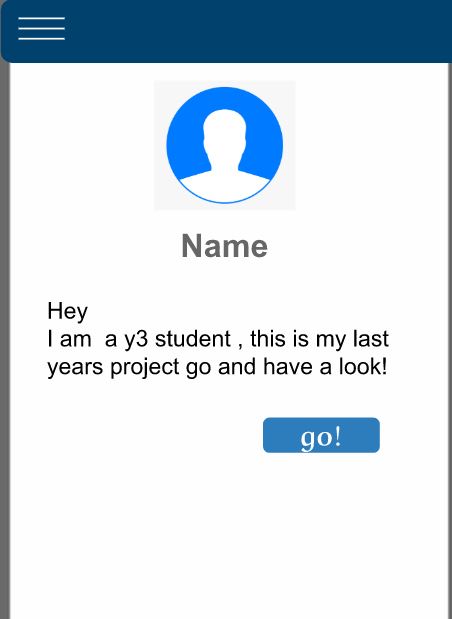 Name
Hey
I am  a y3 student , this is my last
years project go and have a look!
go!